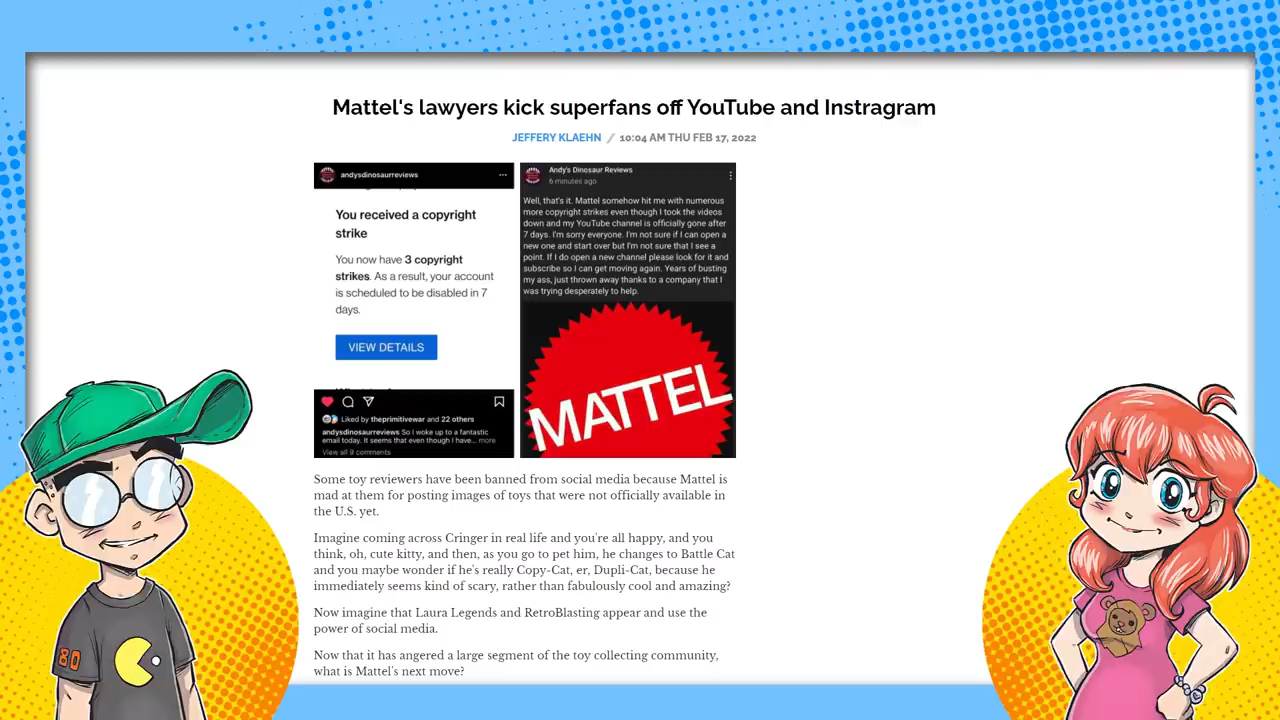 Mattel's lawyers kick superfans off YouTube and Instragram
JEFFERY KLAEHN / 10:04 AM THU FEB 17, 2022
andysdinosaurreviews
You received a copyright
strike
You now have 3 copyright
strikes. As a result, your account
is scheduled to be disabled in 7
days.
VIEW DETAILS
Liked by theprimitivewar and 22 others
andysdinosaurreviews So I woke up to a fantastic
email today. It seems that even though I have... more
View all 9 comments
Andy's Dinosaur Reviews
6 minutes ago
Well, that's it. Mattel somehow hit me with numerous
more copyright strikes even though I took the videos
down and my YouTube channel is officially gone after
7 days. I'm sorry everyone. I'm not sure if I can open a
new one and start over but I'm not sure that I see a
point. If I do open a new channel please look for it and
subscribe so I can get moving again. Years of busting
my ass, just thrown away thanks to a company that I
was trying desperately to help.
MATTEL
Some toy reviewers have been banned from social media because Mattel is
mad at them for posting images of toys that were not officially available in
the U.S. yet.
Imagine coming across Cringer in real life and you're all happy, and you
think, oh, cute kitty, and then, as you go to pet him, he changes to Battle Cat
and you maybe wonder if he's really Copy-Cat, er, Dupli-Cat, because he
immediately seems kind of scary, rather than fabulously cool and amazing?
Now imagine that Laura Legends and RetroBlasting appear and use the
power of social media.
Now that it has angered a large segment of the toy collecting community,
what is Mattel's next move?
80